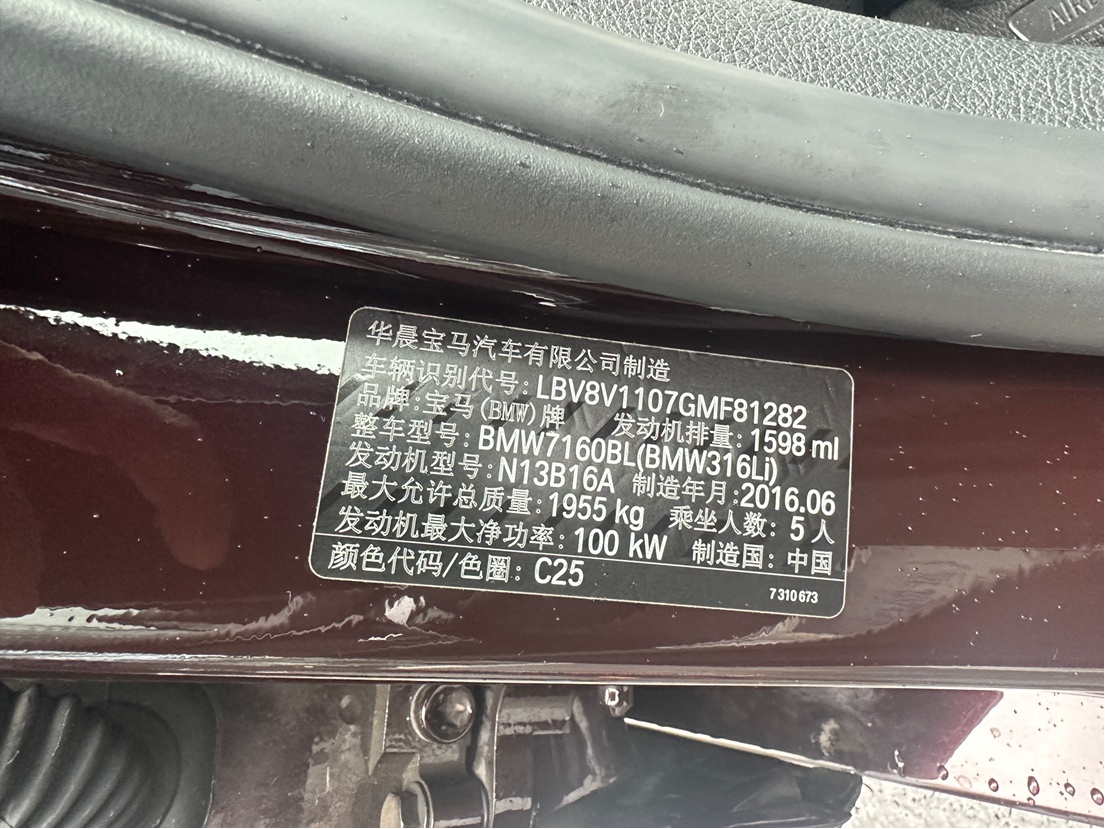 AIR
华晨宝马汽车有限公司制造
车辆识别代号: LBV8V1107GMF81282
品牌: 宝马(BMW)牌 发动机排量: 1598 ml
整车型号: BMW7160BL(BMW316Li)
发动机型号: N13B16A 制造年月: 2016.06
最大允许总质量: 1955 kg 乘坐人数: 5 人
发动机最大净功率: 100 kW 制造国: 中国
颜色代码/色圈: C25
7 310 673